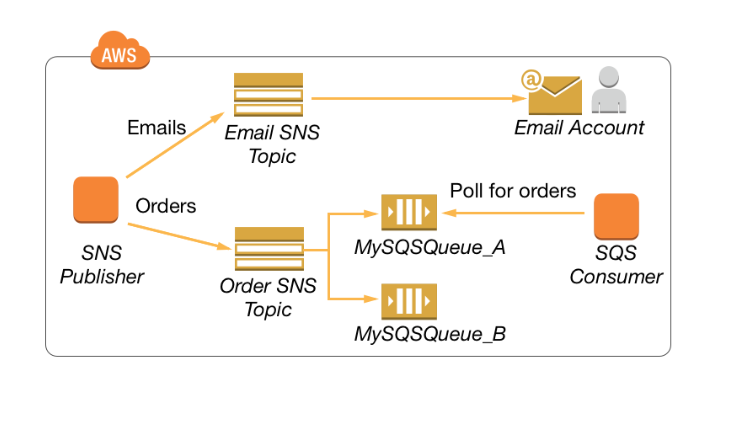 AWS
@
Emails
Email SNS
Topic
Email Account
Orders
Poll for orders
SNS
Publisher
Order SNS
Topic
MySQSQueue_A
SQS
Consumer
MySQSQueue_B